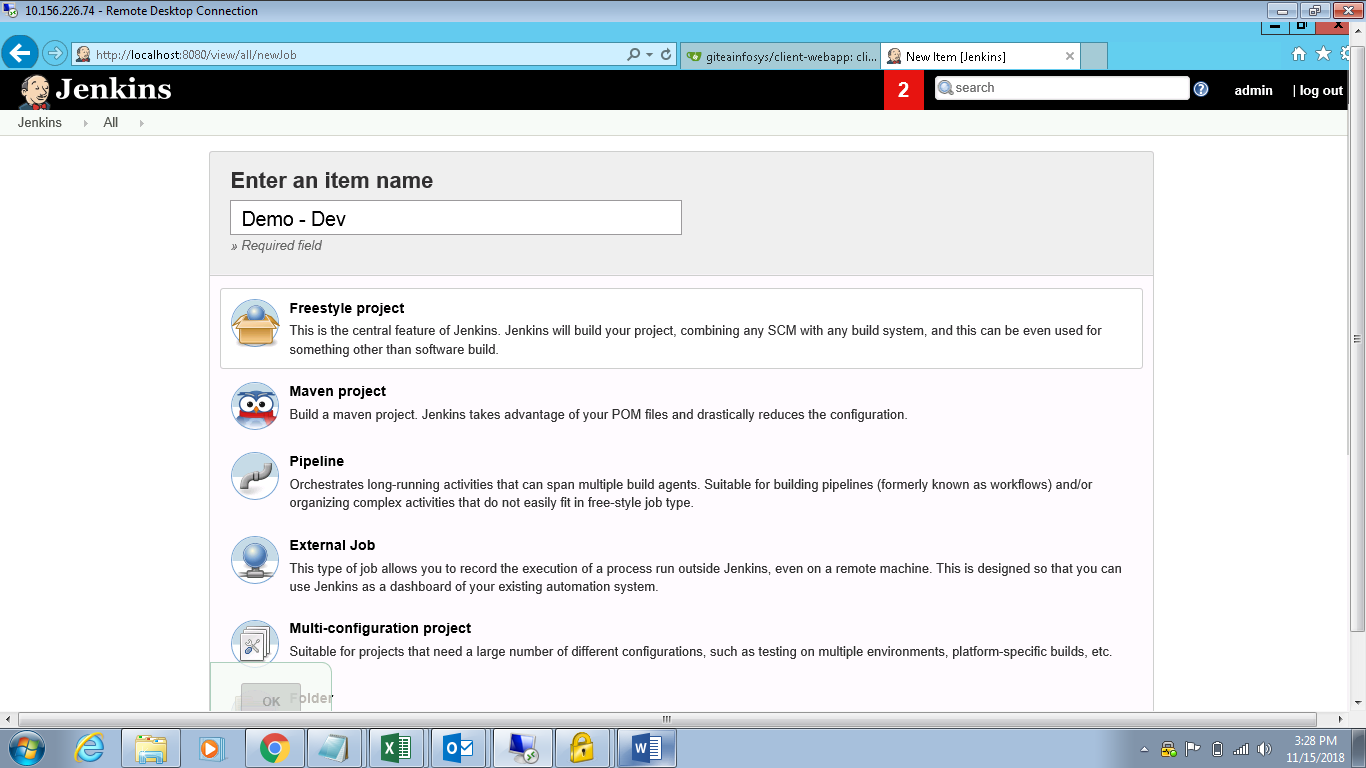 10.156.226.74 - Remote Desktop Connection
http://localhost:8080/view/all/newJob
giteainfosys/client-webapp: cli...
New Item [Jenkins]
Jenkins
2
search
admin
| log out
Jenkins
All
Enter an item name
Demo - Dev
» Required field
Freestyle project
This is the central feature of Jenkins. Jenkins will build your project, combining any SCM with any build system, and this can be even used for
something other than software build.
Maven project
Build a maven project. Jenkins takes advantage of your POM files and drastically reduces the configuration.
Pipeline
Orchestrates long-running activities that can span multiple build agents. Suitable for building pipelines (formerly known as workflows) and/or
organizing complex activities that do not easily fit in free-style job type.
External Job
This type of job allows you to record the execution of a process run outside Jenkins, even on a remote machine. This is designed so that you can
use Jenkins as a dashboard of your existing automation system.
Multi-configuration project
Suitable for projects that need a large number of different configurations, such as testing on multiple environments, platform-specific builds, etc.
OK
Folder
3:28 PM
11/15/2018